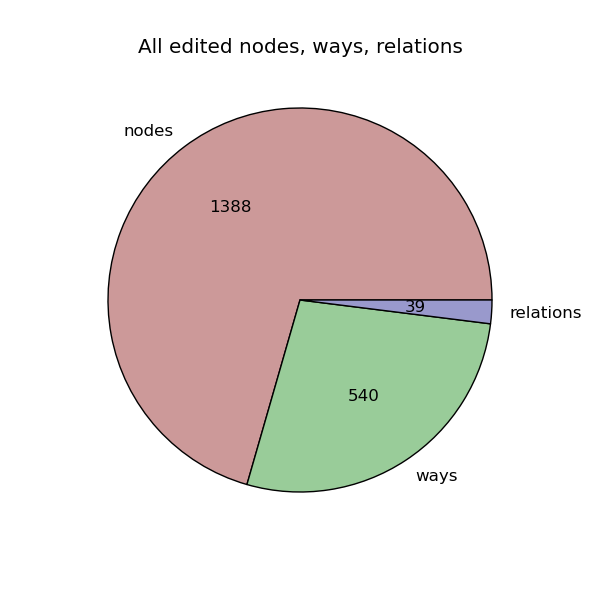 All edited nodes, ways, relations
nodes
1388
39
relations
540
ways